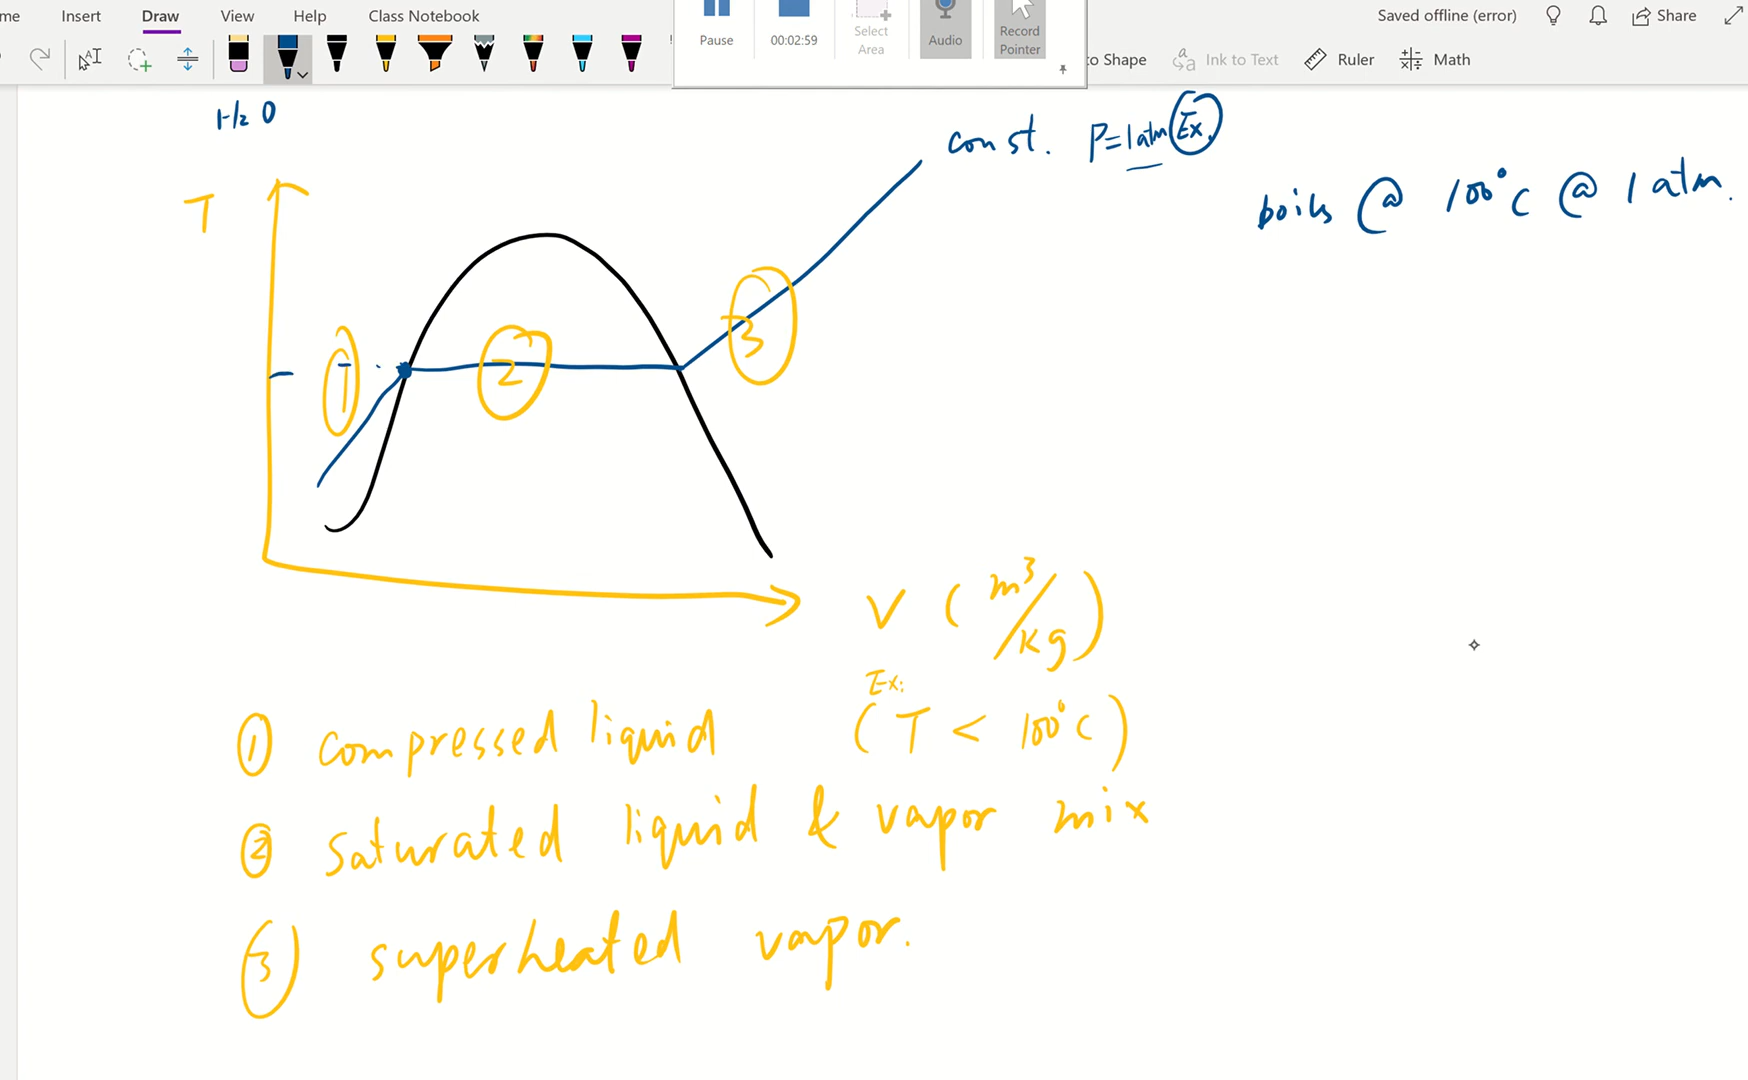 me Insert Draw View Help Class Notebook
Pause 00:02:59 Select Area Audio Record Pointer
Saved offline (error) Share
to Shape Ink to Text Ruler Math
H₂O
const. P=1atm Ex.
boils @ 100°C @ 1 atm.
T
1 2 3
V (m³/kg)
Ex:
① compressed liquid (T < 100°C)
② saturated liquid & vapor mix
③ superheated vapor.